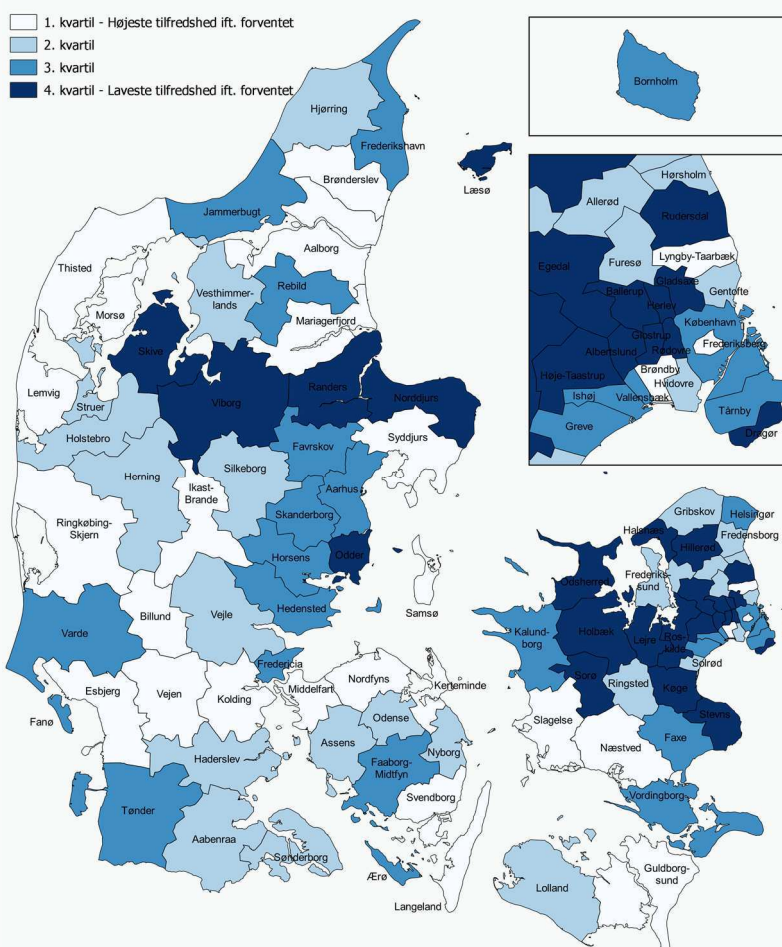 1. kvartil - Højeste tilfredshed ift. forventet
2. kvartil
3. kvartil
4. kvartil - Laveste tilfredshed ift. forventet
Bornholm
Hjørring
Frederikshavn
Brønderslev
Læsø
Jammerbugt
Aalborg
Thisted
Vesthimmer-
lands
Rebild
Morsø
Mariagerfjord
Skive
Lemvig
Struer
Viborg
Randers
Norddjurs
Holstebro
Favrskov
Syddjurs
Herning
Silkeborg
Ikast-
Brande
Aarhus
Skanderborg
Ringkøbing-
Skjern
Horsens
Odder
Hedensted
Samsø
Billund
Vejle
Varde
Fredericia
Esbjerg
Vejen
Kolding
Middelfart
Nordfyns
Kerteminde
Fanø
Odense
Assens
Nyborg
Haderslev
Faaborg-
Midtfyn
Svendborg
Tønder
Aabenraa
Sønderborg
Ærø
Langeland
Hørsholm
Allerød
Rudersdal
Egedal
Furesø
Lyngby-Taarbæk
Gladsaxe
Ballerup
Gentofte
Herlev
København
Glostrup
Frederiksberg
Albertslund
Rødovre
Brøndby
Høje-Taastrup
Hvidovre
Ishøj
Vallensbæk
Greve
Tårnby
Dragør
Gribskov
Helsingør
Halsnæs
Fredensborg
Hillerød
Odsherred
Frederiks-
sund
Kalund-
borg
Holbæk
Lejre
Ros-
kilde
Solrød
Sorø
Ringsted
Køge
Stevns
Slagelse
Næstved
Faxe
Vordingborg
Guldborg-
sund
Lolland